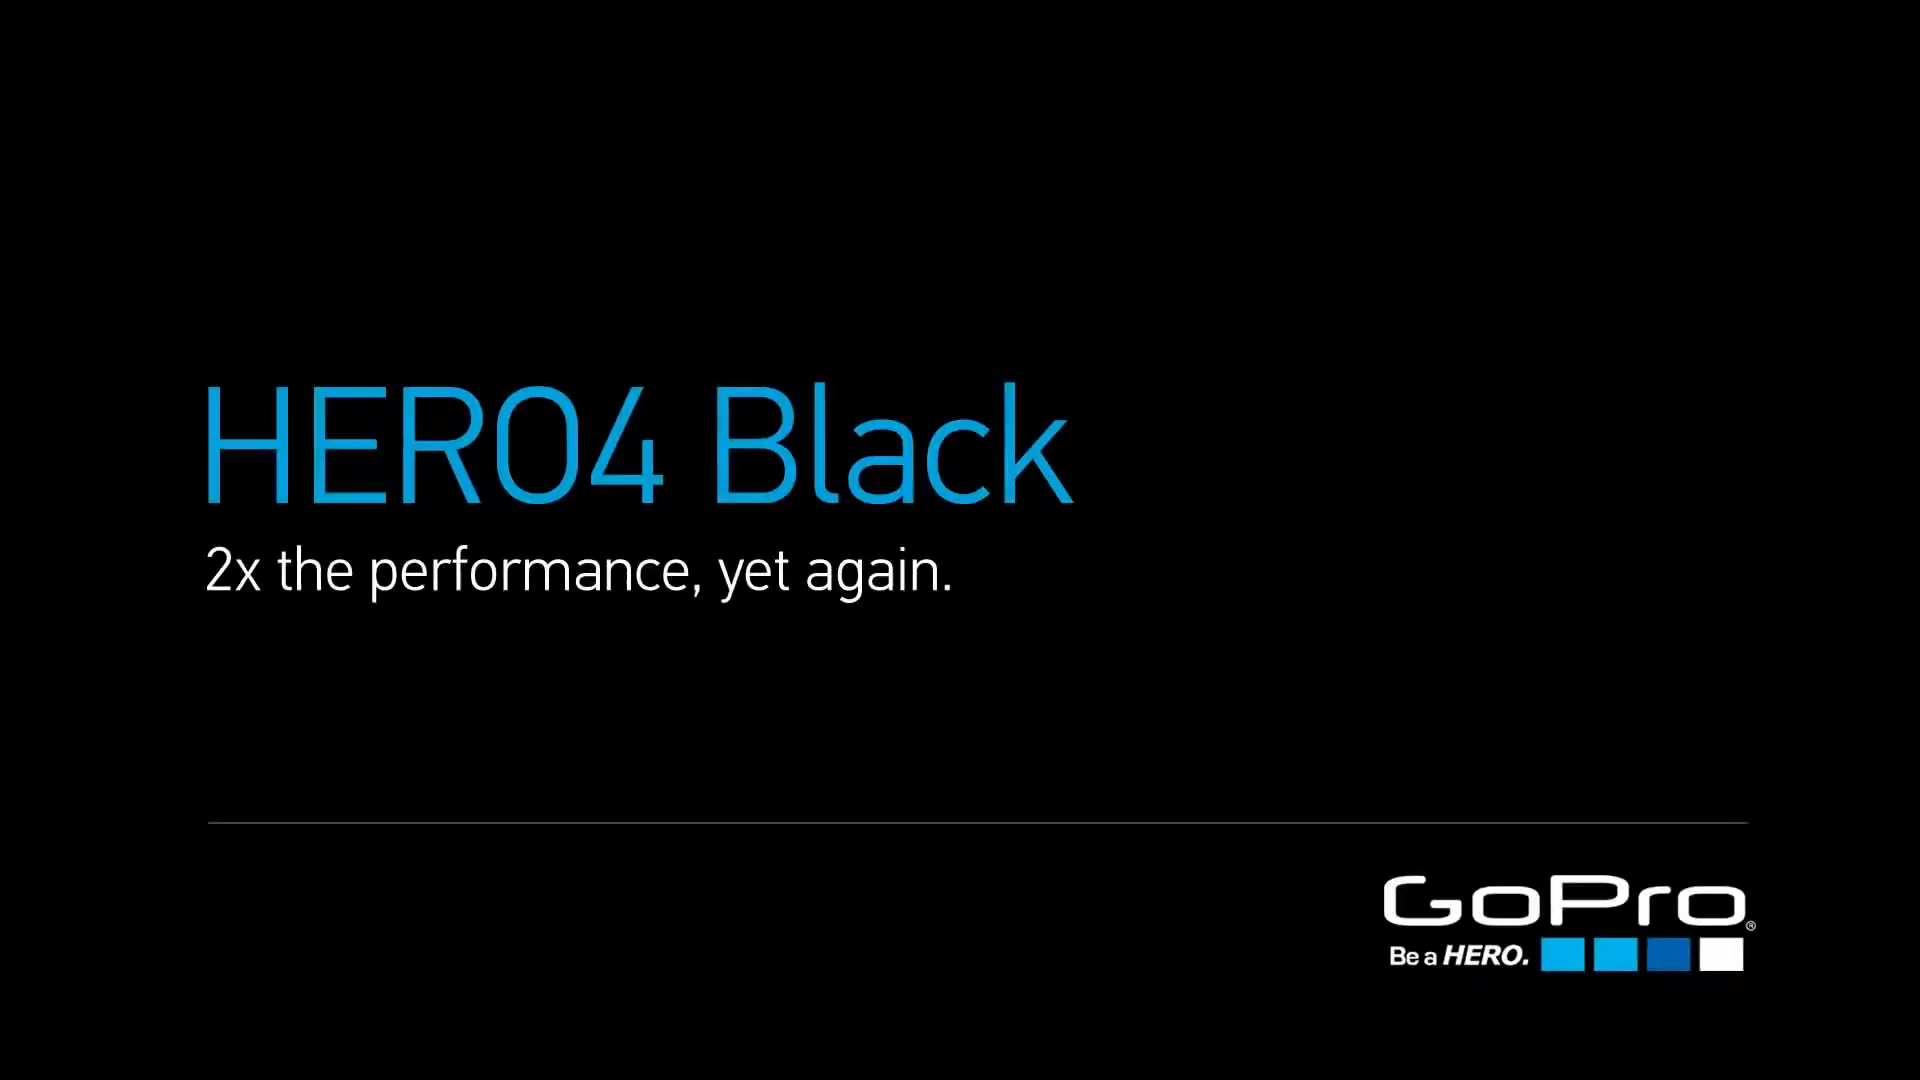 HERO4 Black
2x the performance, yet again.
GoPro®
Be a HERO.